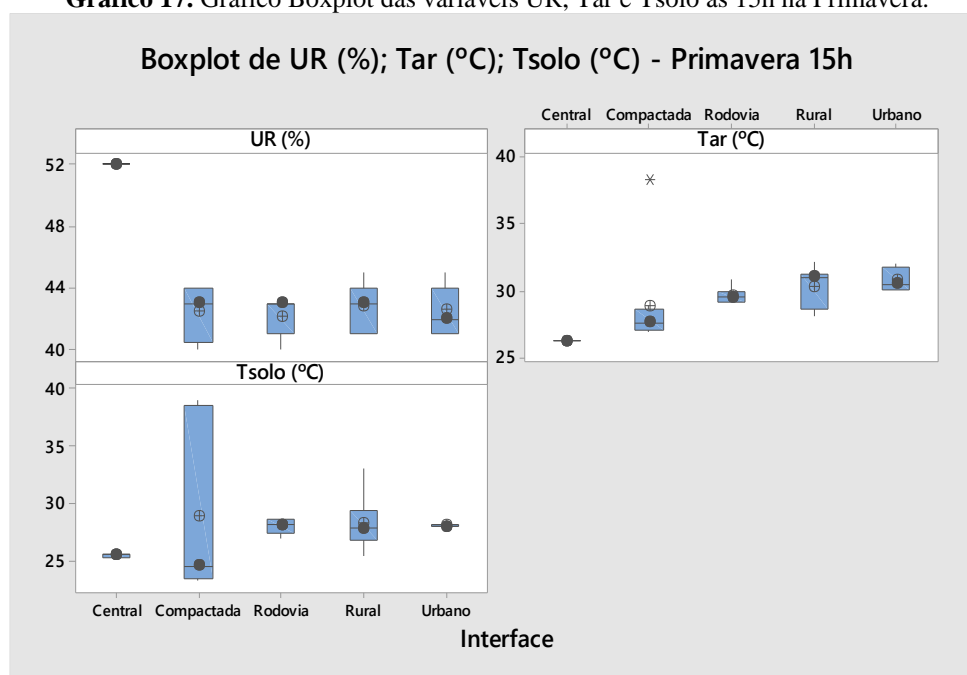 Gráfico 17. Gráfico Boxplot das variáveis UR, Tar e Tsolo às 15h na Primavera.
Boxplot de UR (%); Tar (ºC); Tsolo (ºC) - Primavera 15h
Central Compactada Rodovia Rural Urbano
UR (%)
52
48
44
40
Tar (ºC)
40
35
30
25
Tsolo (ºC)
40
35
30
25
Central Compactada Rodovia Rural Urbano
Interface